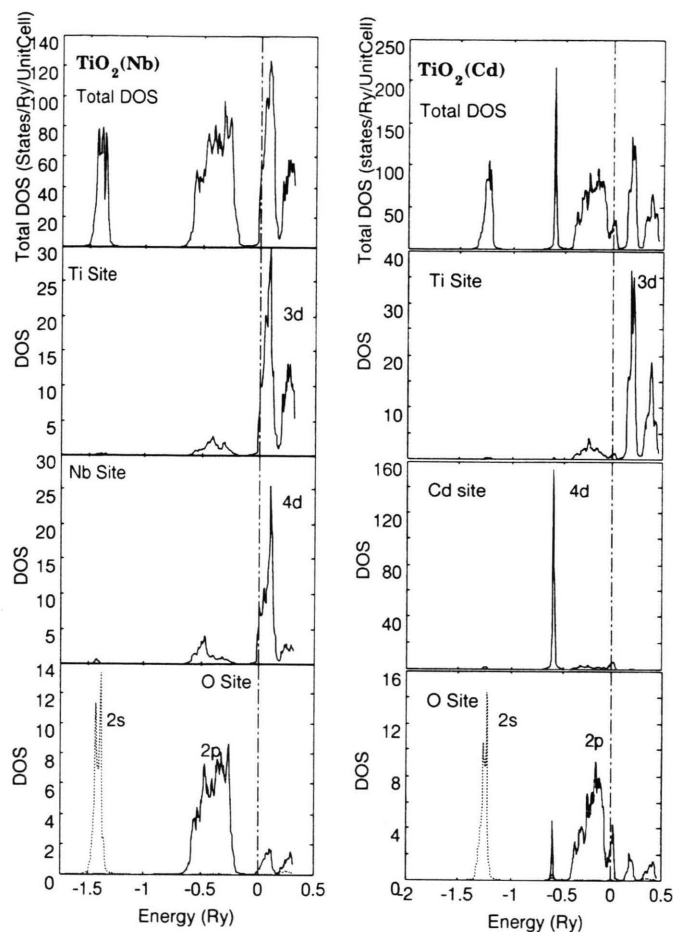 Total DOS (States/Ry/UnitCell)
140
120
100
80
60
40
20
TiO2(Nb)
Total DOS
DOS
30
25
20
15
10
5
Ti Site
3d
DOS
30
25
20
15
10
5
Nb Site
4d
DOS
14
12
10
8
6
4
2
0
O Site
2s
2p
-1.5
-1
-0.5
0
0.5
Energy (Ry)
Total DOS (states/Ry/UnitCell)
250
200
150
100
50
TiO2(Cd)
Total DOS
DOS
40
30
20
10
Ti Site
3d
DOS
160
120
80
40
Cd site
4d
DOS
16
12
8
4
0
O Site
2s
2p
-2
-1.5
-1
-0.5
0
0.5
Energy (Ry)